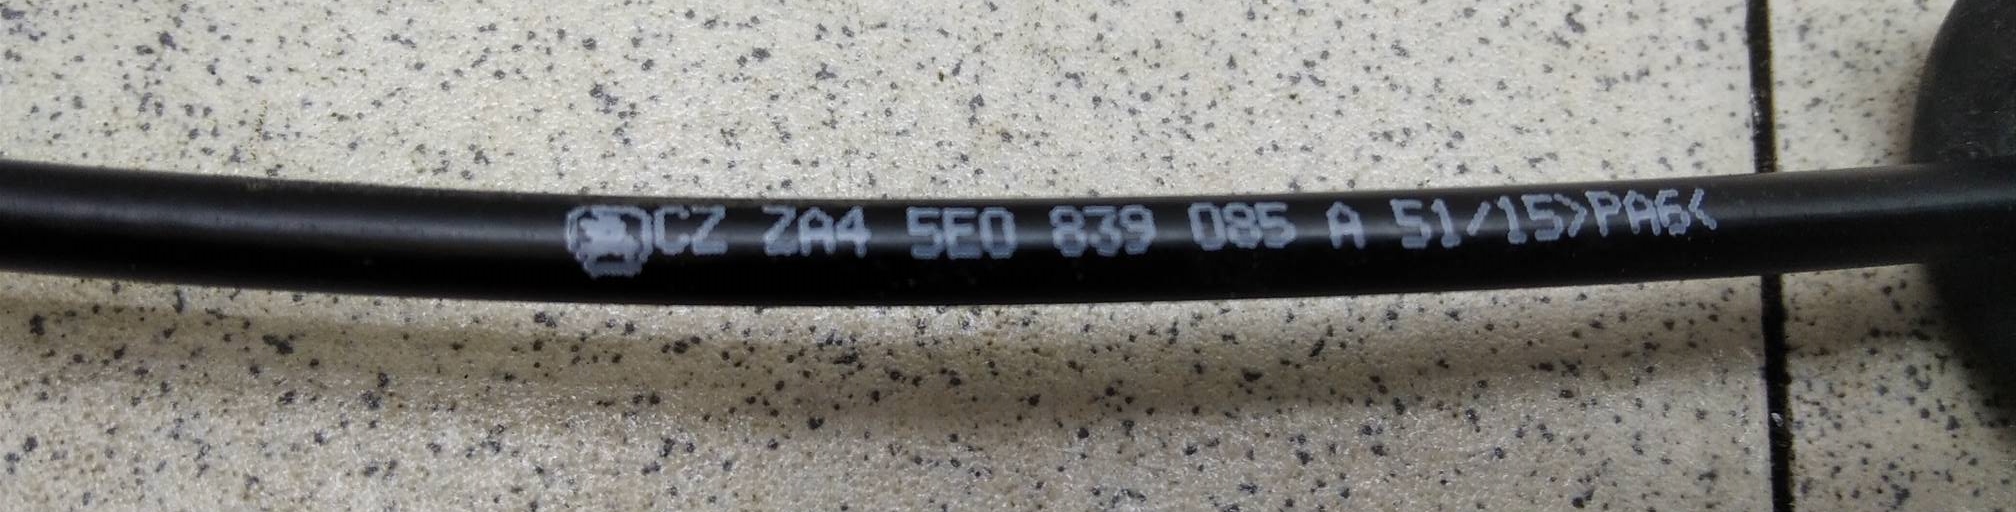 CZ ZA4 5E0 839 085 A 51/15>PA6<